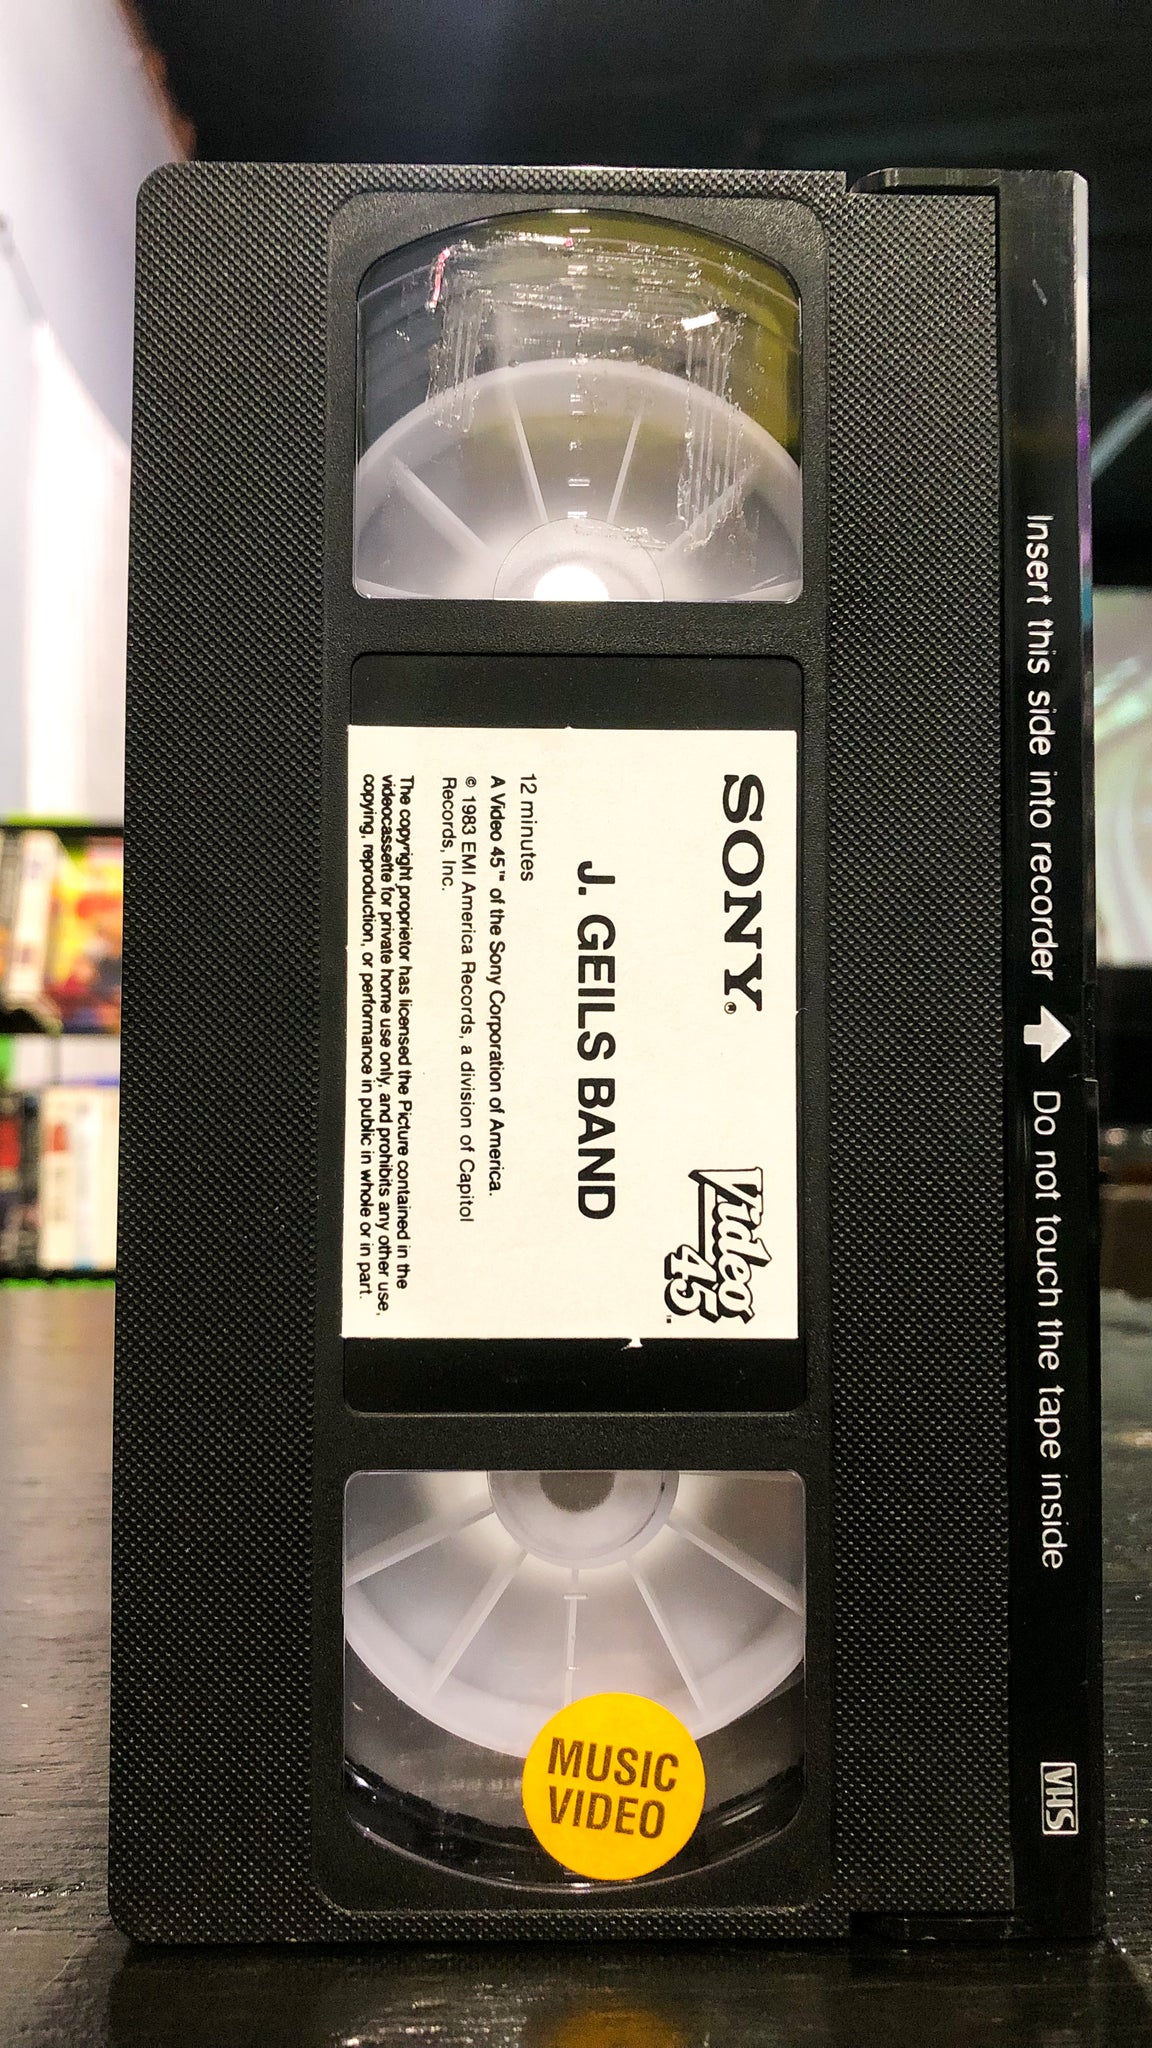 Insert this side into recorder ⬆ Do not touch the tape inside
VHS
SONY®
Video 45™
J. GEILS BAND
12 minutes
A Video 45™ of the Sony Corporation of America.
© 1983 EMI America Records, a division of Capitol
Records, Inc.
The copyright proprietor has licensed the Picture contained in the
videocassette for private home use only, and prohibits any other use,
copying, reproduction, or performance in public in whole or in part.
MUSIC
VIDEO